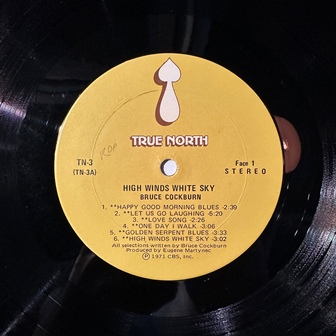 TRUE NORTH
TN-3
(TN-3A)
Face 1
STEREO
HIGH WINDS WHITE SKY
BRUCE COCKBURN
1. **HAPPY GOOD MORNING BLUES -2:39
2. **LET US GO LAUGHING -5:20
3. **LOVE SONG -2:26
4. **ONE DAY I WALK -3:06
5. **GOLDEN SERPENT BLUES -3:33
6. **HIGH WINDS WHITE SKY -3:02
All selections written by Bruce Cockburn
Produced by Eugene Martynec
Ⓟ 1971 CBS, Inc.